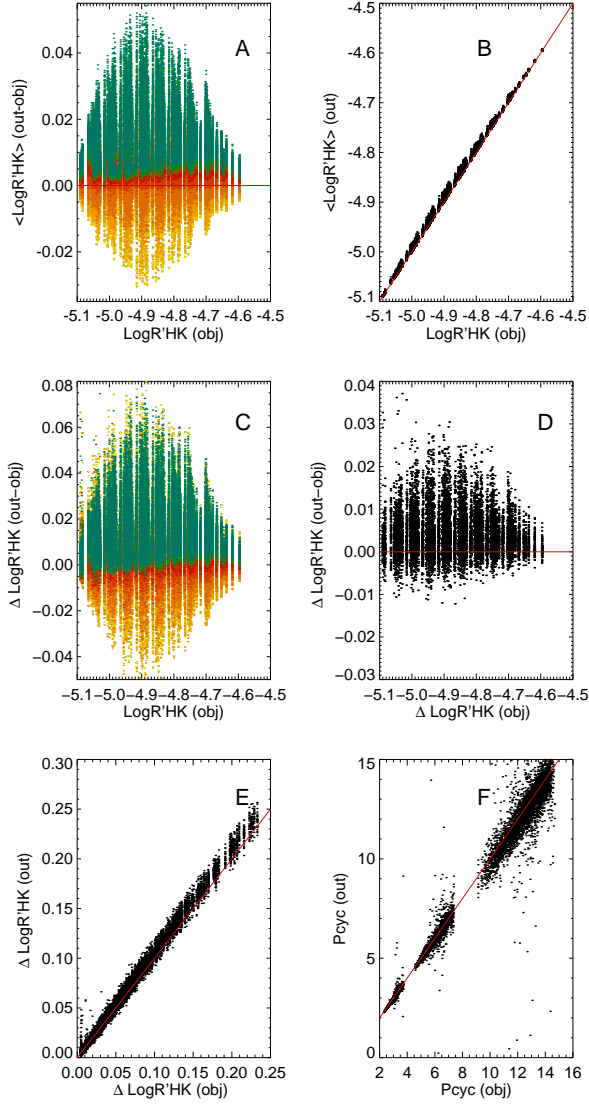 A
<LogR'HK> (out-obj)
0.04
0.02
0.00
-0.02
-5.1 -5.0 -4.9 -4.8 -4.7 -4.6 -4.5
LogR'HK (obj)
B
<LogR'HK> (out)
-4.5
-4.6
-4.7
-4.8
-4.9
-5.0
-5.1
-5.1 -5.0 -4.9 -4.8 -4.7 -4.6 -4.5
LogR'HK (obj)
C
Δ LogR'HK (out−obj)
0.08
0.06
0.04
0.02
0.00
−0.02
−0.04
−5.1 −5.0 −4.9 −4.8 −4.7 −4.6 −4.5
LogR'HK (obj)
D
Δ LogR'HK (out−obj)
0.04
0.03
0.02
0.01
0.00
−0.01
−0.02
−0.03
−5.1 −5.0 −4.9 −4.8 −4.7 −4.6 −4.5
Δ LogR'HK (obj)
E
Δ LogR'HK (out)
0.30
0.25
0.20
0.15
0.10
0.05
0.00
0.00 0.05 0.10 0.15 0.20 0.25
Δ LogR'HK (obj)
F
Pcyc (out)
15
10
5
0
2 4 6 8 10 12 14 16
Pcyc (obj)